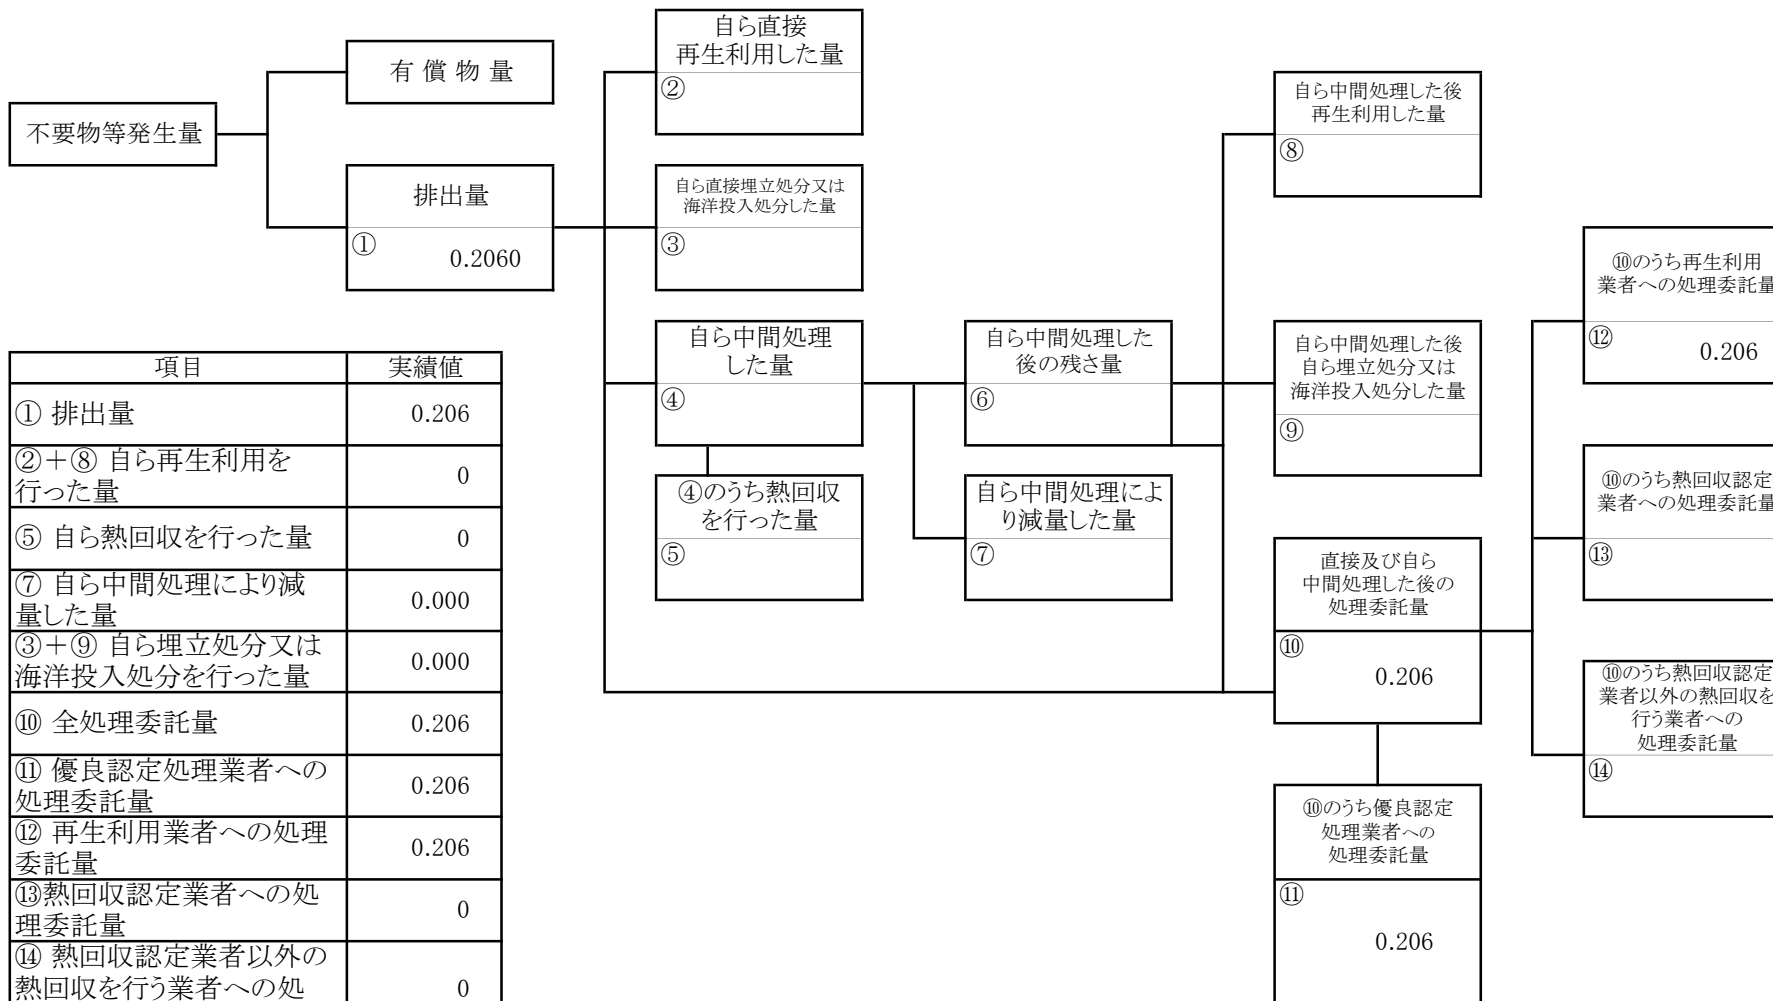 不要物等発生量
有 償 物 量
排出量
①
0.2060
自ら直接
再生利用した量
②
自ら直接埋立処分又は
海洋投入処分した量
③
自ら中間処理
した量
④
④のうち熱回収
を行った量
⑤
自ら中間処理した
後の残さ量
⑥
自ら中間処理によ
り減量した量
⑦
自ら中間処理した後
再生利用した量
⑧
自ら中間処理した後
自ら埋立処分又は
海洋投入処分した量
⑨
直接及び自ら
中間処理した後の
処理委託量
⑩
0.206
⑩のうち優良認定
処理業者への
処理委託量
⑪
0.206
⑩のうち再生利用
業者への処理委託量
⑫
0.206
⑩のうち熱回収認定
業者への処理委託量
⑬
⑩のうち熱回収認定
業者以外の熱回収を
行う業者への
処理委託量
⑭
項目 実績値
① 排出量 0.206
②＋⑧ 自ら再生利用を
行った量 0
⑤ 自ら熱回収を行った量 0
⑦ 自ら中間処理により減
量した量 0.000
③＋⑨ 自ら埋立処分又は
海洋投入処分を行った量 0.000
⑩ 全処理委託量 0.206
⑪ 優良認定処理業者への
処理委託量 0.206
⑫ 再生利用業者への処理
委託量 0.206
⑬熱回収認定業者への処
理委託量 0
⑭ 熱回収認定業者以外の
熱回収を行う業者への処 0